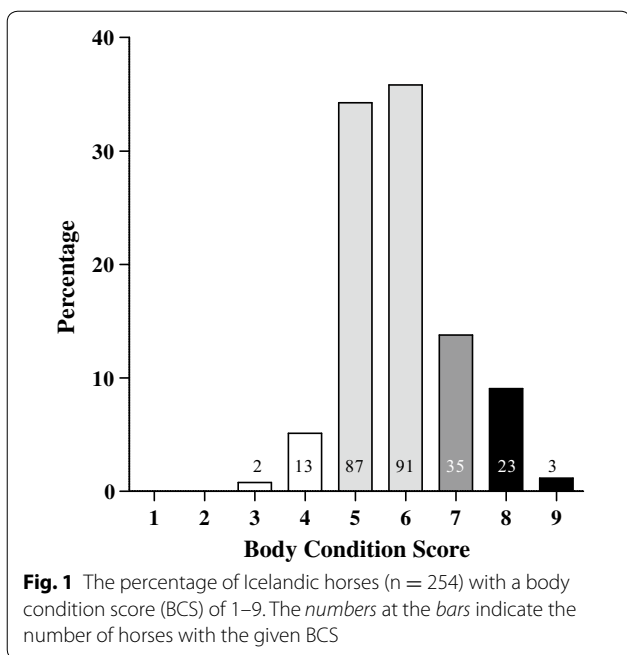 40
30
20
10
0
Percentage
2
13
87
91
35
23
3
1 2 3 4 5 6 7 8 9
Body Condition Score
Fig. 1 The percentage of Icelandic horses (n = 254) with a body
condition score (BCS) of 1–9. The numbers at the bars indicate the
number of horses with the given BCS